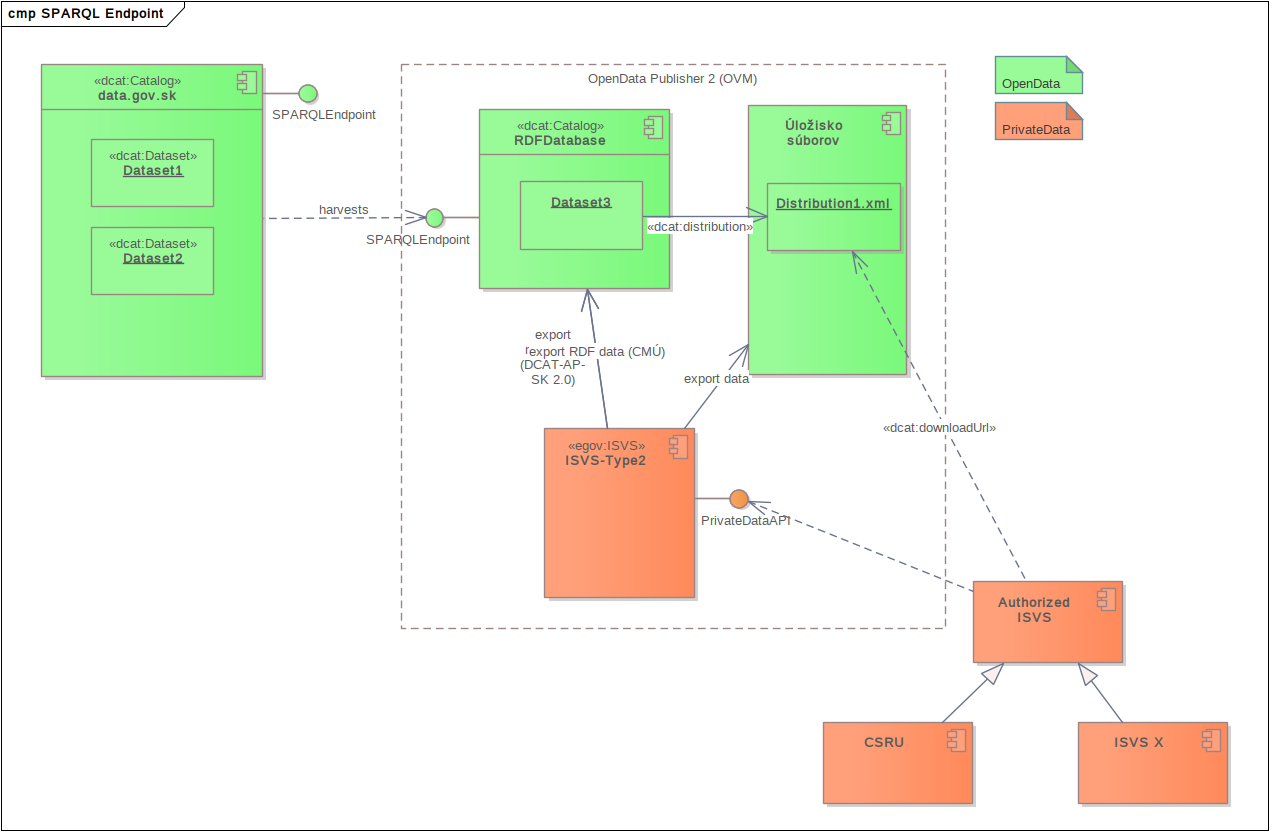 cmp SPARQL Endpoint
«dcat:Catalog»
data.gov.sk
«dcat:Dataset»
Dataset1
«dcat:Dataset»
Dataset2
SPARQLEndpoint
harvests
SPARQLEndpoint
OpenData Publisher 2 (OVM)
«dcat:Catalog»
RDFDatabase
Dataset3
«dcat:distribution»
Úložisko
súborov
Distribution1.xml
OpenData
PrivateData
export
export RDF data (CMÚ)
(DCAT-AP-
SK 2.0)
export data
«dcat:downloadUrl»
«egov:ISVS»
ISVS-Type2
PrivateDataAPI
Authorized
ISVS
CSRU
ISVS X